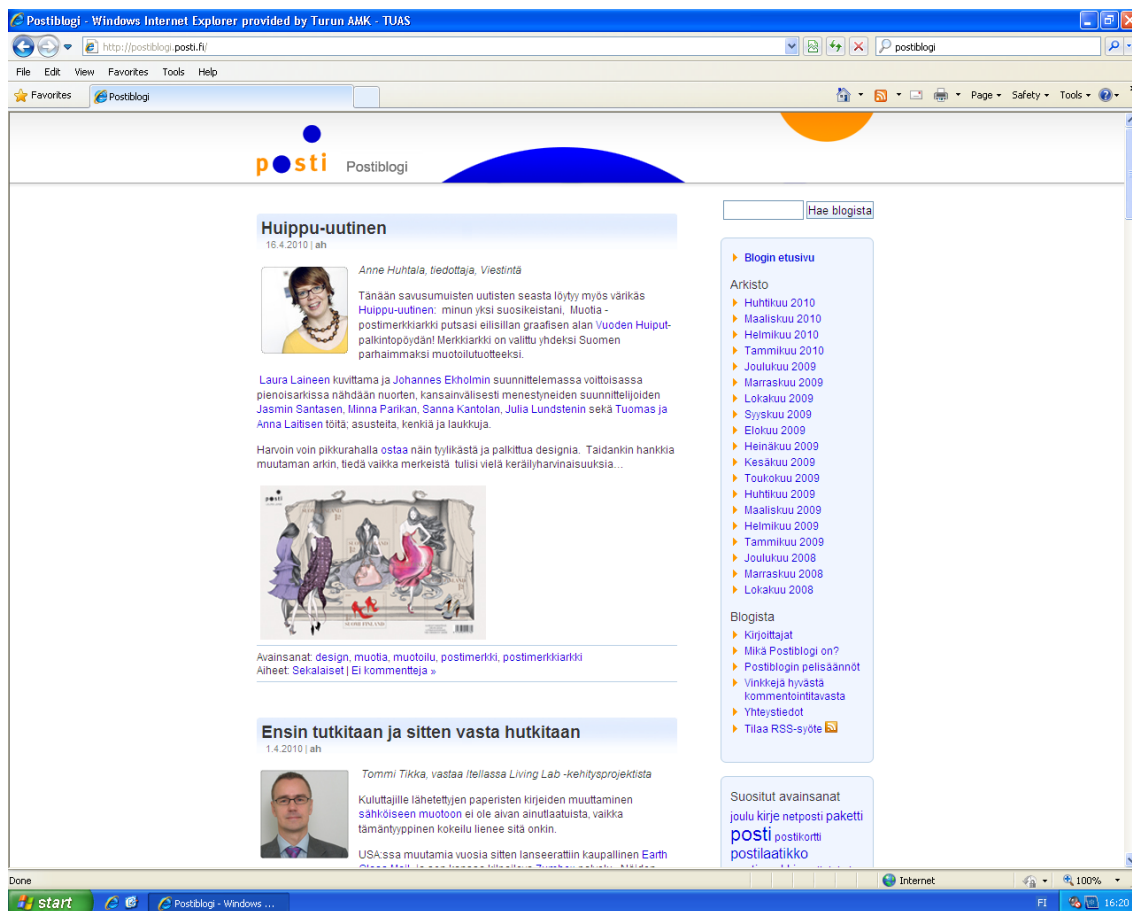 Postiblogi - Windows Internet Explorer provided by Turun AMK - TUAS
http://postiblogi.posti.fi/
postiblogi
File Edit View Favorites Tools Help
Favorites Postiblogi
Page Safety Tools
posti Postiblogi
Huippu-uutinen
16.4.2010 | ah
Anne Huhtala, tiedottaja, Viestintä
Tänään savusumuisten uutisten seasta löytyy myös värikäs
Huippu-uutinen: minun yksi suosikeistani, Muotia -
postimerkkiarkki putsasi eilisillan graafisen alan Vuoden Huiput-
palkintopöydän! Merkkiarkki on valittu yhdeksi Suomen
parhaimmaksi muotoilutuotteeksi.
Laura Laineen kuvittama ja Johannes Ekholmin suunnittelemassa voittoisassa
pienoisarkissa nähdään nuorten, kansainvälisesti menestyneiden suunnittelijoiden
Jasmin Santasen, Minna Parikan, Sanna Kantolan, Julia Lundstenin sekä Tuomas ja
Anna Laitisen töitä; asusteita, kenkiä ja laukkuja.
Harvoin voin pikkurahalla ostaa näin tyylikästä ja palkittua designia. Taidankin hankkia
muutaman arkin, tiedä vaikka merkeistä tulisi vielä keräilyharvinaisuuksia...
posti
SUOMI FINLAND
Avainsanat: design, muotia, muotoilu, postimerkki, postimerkkiarkki
Aiheet: Sekalaiset | Ei kommentteja »
Ensin tutkitaan ja sitten vasta hutkitaan
1.4.2010 | ah
Tommi Tikka, vastaa Itellassa Living Lab -kehitysprojektista
Kuluttajille lähetettyjen paperisten kirjeiden muuttaminen
sähköiseen muotoon ei ole aivan ainutlaatuista, vaikka
tämäntyyppinen kokeilu lienee sitä onkin.
USA:ssa muutamia vuosia sitten lanseerattiin kaupallinen Earth
Hae blogista
Blogin etusivu
Arkisto
Huhtikuu 2010
Maaliskuu 2010
Helmikuu 2010
Tammikuu 2010
Joulukuu 2009
Marraskuu 2009
Lokakuu 2009
Syyskuu 2009
Elokuu 2009
Heinäkuu 2009
Kesäkuu 2009
Toukokuu 2009
Huhtikuu 2009
Maaliskuu 2009
Helmikuu 2009
Tammikuu 2009
Joulukuu 2008
Marraskuu 2008
Lokakuu 2008
Blogista
Kirjoittajat
Mikä Postiblogi on?
Postiblogin pelisäännöt
Vinkkejä hyvästä
kommentointitavasta
Yhteystiedot
Tilaa RSS-syöte
Suositut avainsanat
joulu kirje netposti paketti
posti postikortti
postilaatikko
Done Internet 100%
start Postiblogi - Windows ... FI 16:20